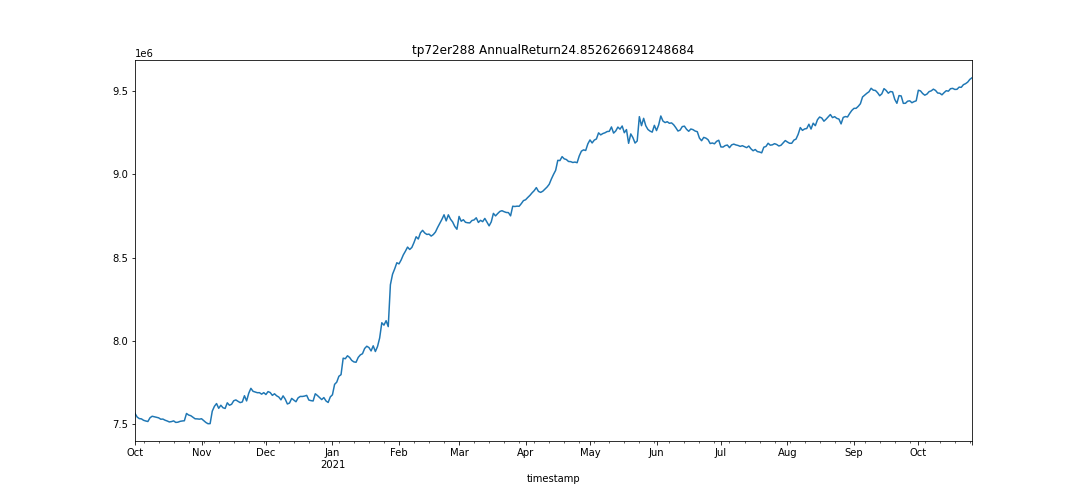 tp72er288 AnnualReturn24.852626691248684
1e6
9.5
9.0
8.5
8.0
7.5
Oct Nov Dec Jan Feb Mar Apr May Jun Jul Aug Sep Oct
2021
timestamp